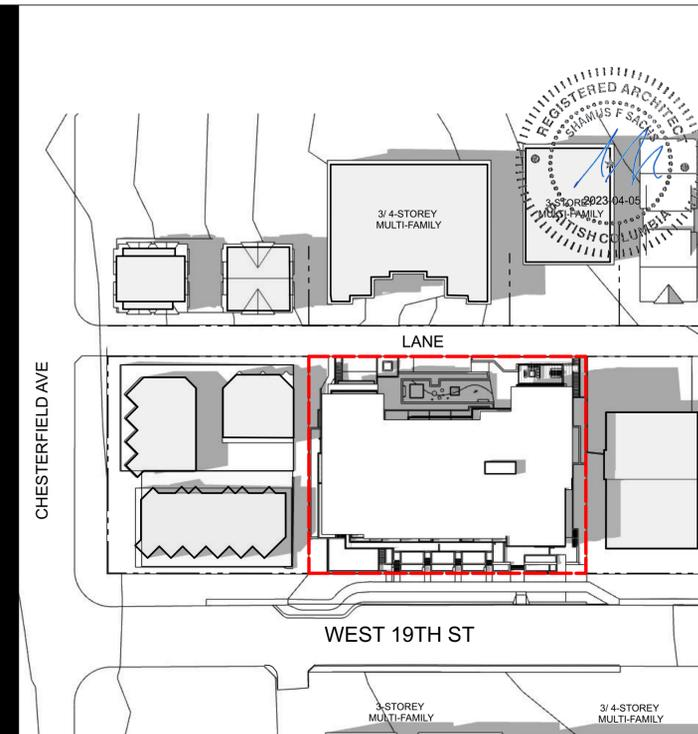 REGISTERED ARCHITECT
SHAMUS F SACHS
2023-04-05
BRITISH COLUMBIA
3/ 4-STOREY
MULTI-FAMILY
3-STOREY
MULTI-FAMILY
LANE
CHESTERFIELD AVE
WEST 19TH ST
3-STOREY
MULTI-FAMILY
3/ 4-STOREY
MULTI-FAMILY